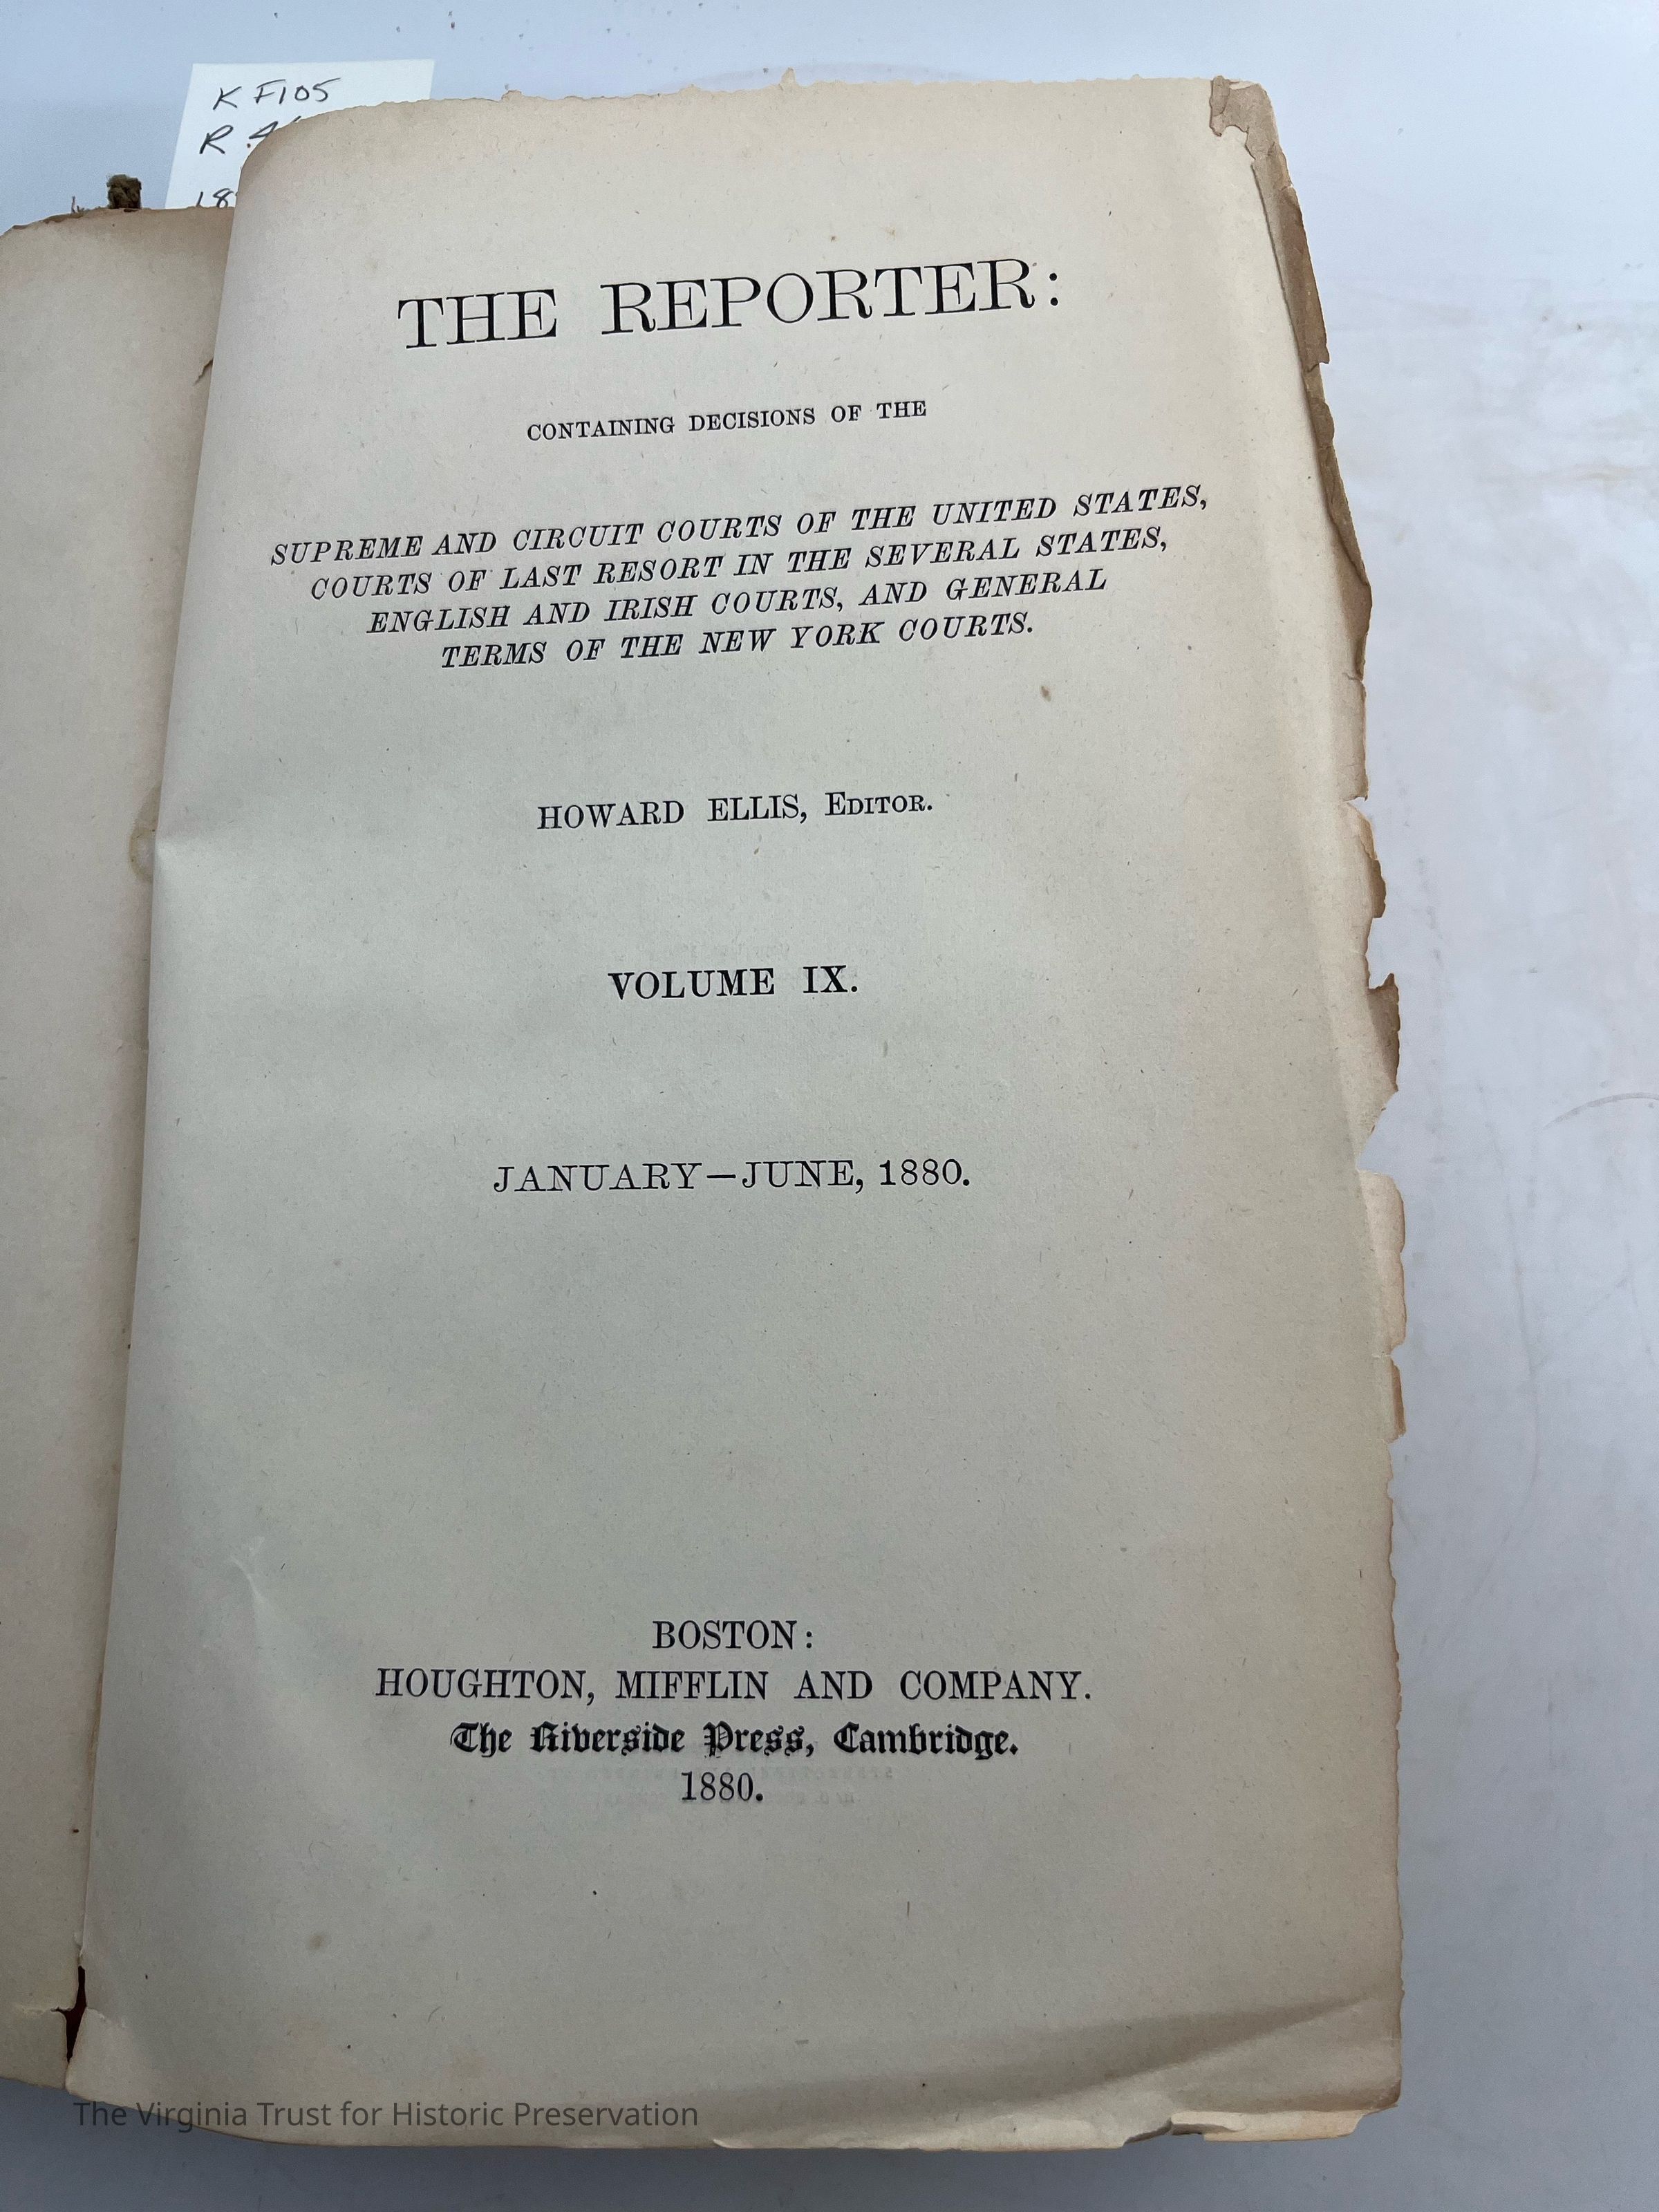 K F105
R
THE REPORTER:
CONTAINING DECISIONS OF THE
SUPREME AND CIRCUIT COURTS OF THE UNITED STATES,
COURTS OF LAST RESORT IN THE SEVERAL STATES,
ENGLISH AND IRISH COURTS, AND GENERAL
TERMS OF THE NEW YORK COURTS.
HOWARD ELLIS, EDITOR.
VOLUME IX.
JANUARY—JUNE, 1880.
BOSTON:
HOUGHTON, MIFFLIN AND COMPANY.
The Riverside Press, Cambridge.
1880.
The Virginia Trust for Historic Preservation